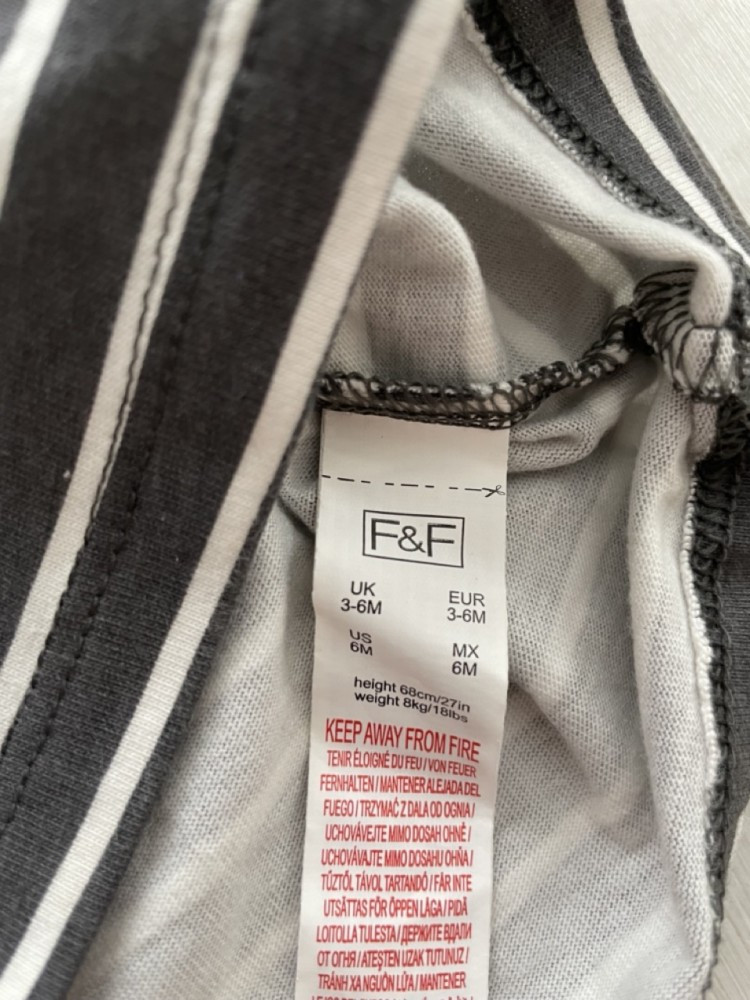 F&F
UK EUR
3-6M 3-6M
US MX
6M 6M
height 68cm/27in
weight 8kg/18lbs
KEEP AWAY FROM FIRE
TENIR ÉLOIGNÉ DU FEU / VON FEUER
FERNHALTEN / MANTENER ALEJADA DEL
FUEGO / TRZYMAĆ Z DALA OD OGNIA /
UCHOVÁVEJTE MIMO DOSAH OHNĚ /
UCHOVÁVAJTE MIMO DOSAHU OHŇA /
TŰZTŐL TÁVOL TARTANDÓ / FÅR INTE
UTSÄTTAS FÖR ÖPPEN LÅGA / PIDÄ
LOITOLLA TULESTA / ДЕРЖИТЕ ВДАЛИ
ОТ ОГНЯ / ATEŞTEN UZAK TUTUNUZ /
TRÁNH XA NGUỒN LỬA / MANTENER